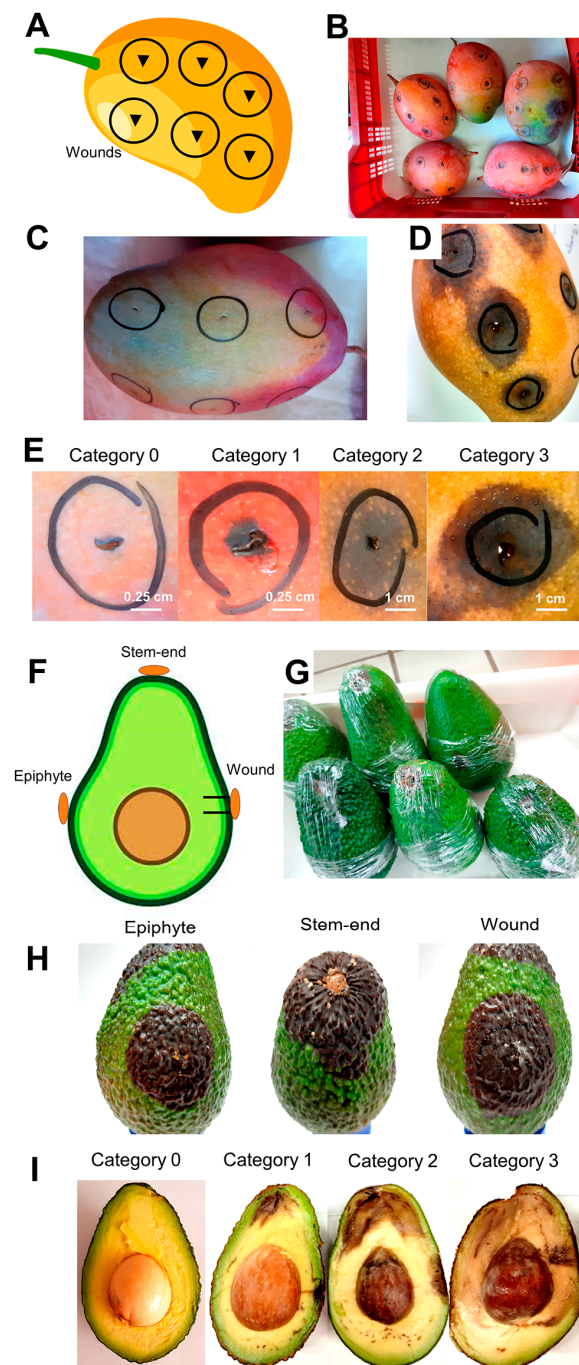 A
B
Wounds
C
D
E
Category 0
Category 1
Category 2
Category 3
0.25 cm
0.25 cm
1 cm
1 cm
F
Stem-end
G
Epiphyte
Wound
Epiphyte
Stem-end
Wound
H
Category 0
Category 1
Category 2
Category 3
I